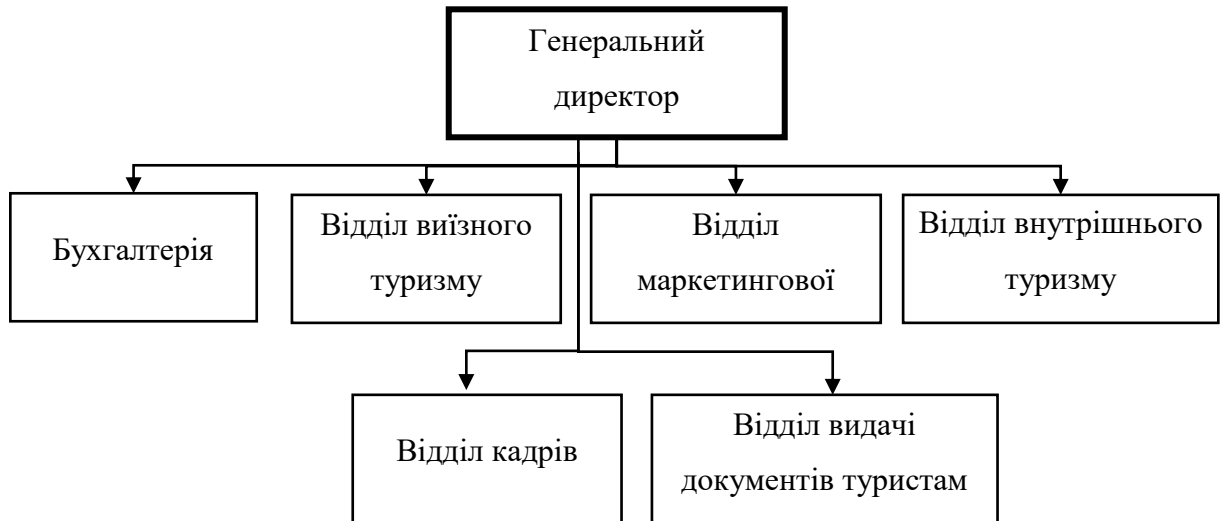 Генеральний
директор
Бухгалтерія
Відділ виїзного
туризму
Відділ
маркетингової
Відділ внутрішнього
туризму
Відділ кадрів
Відділ видачі
документів туристам